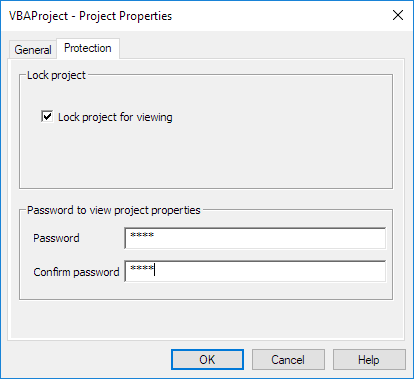 VBAProject - Project Properties
General
Protection
Lock project
Lock project for viewing
Password to view project properties
Password
****
Confirm password
****
OK
Cancel
Help